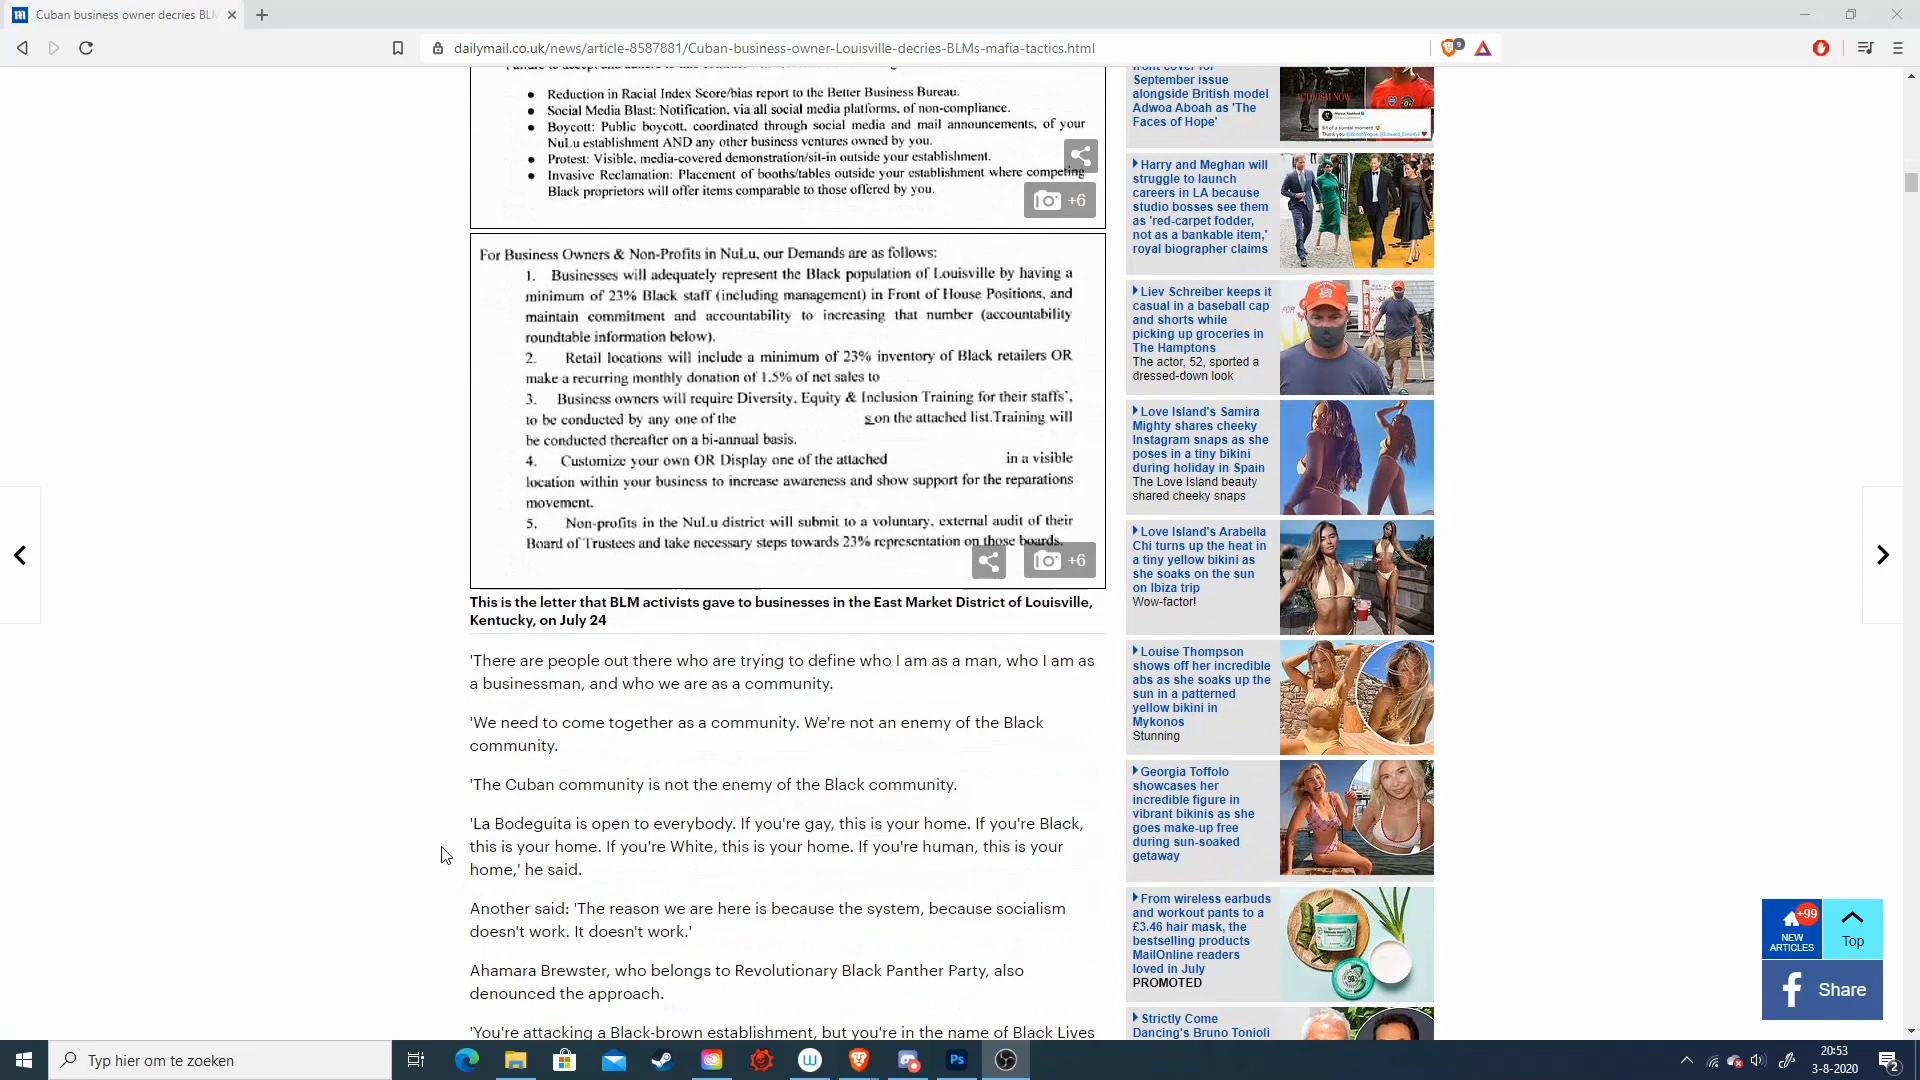 Cuban business owner decries BLM
dailymail.co.uk/news/article-8587881/Cuban-business-owner-Louisville-decries-BLMs-mafia-tactics.html
9
• Reduction in Racial Index Score/bias report to the Better Business Bureau.
• Social Media Blast: Notification, via all social media platforms, of non-compliance.
• Boycott: Public boycott, coordinated through social media and mail announcements, of your
NuLu establishment AND any other business ventures owned by you.
• Protest: Visible, media-covered demonstration/sit-in outside your establishment.
• Invasive Reclamation: Placement of booths/tables outside your establishment where competing
Black proprietors will offer items comparable to those offered by you.
+6
For Business Owners & Non-Profits in NuLu, our Demands are as follows:
1. Businesses will adequately represent the Black population of Louisville by having a
minimum of 23% Black staff (including management) in Front of House Positions, and
maintain commitment and accountability to increasing that number (accountability
roundtable information below).
2. Retail locations will include a minimum of 23% inventory of Black retailers OR
make a recurring monthly donation of 1.5% of net sales to
3. Business owners will require Diversity, Equity & Inclusion Training for their staffs',
to be conducted by any one of the s on the attached list.Training will
be conducted thereafter on a bi-annual basis.
4. Customize your own OR Display one of the attached in a visible
location within your business to increase awareness and show support for the reparations
movement.
5. Non-profits in the NuLu district will submit to a voluntary, external audit of their
Board of Trustees and take necessary steps towards 23% representation on those boards.
+6
This is the letter that BLM activists gave to businesses in the East Market District of Louisville,
Kentucky, on July 24
'There are people out there who are trying to define who I am as a man, who I am as
a businessman, and who we are as a community.
'We need to come together as a community. We're not an enemy of the Black
community.
'The Cuban community is not the enemy of the Black community.
'La Bodeguita is open to everybody. If you're gay, this is your home. If you're Black,
this is your home. If you're White, this is your home. If you're human, this is your
home,' he said.
Another said: 'The reason we are here is because the system, because socialism
doesn't work. It doesn't work.'
Ahamara Brewster, who belongs to Revolutionary Black Panther Party, also
denounced the approach.
'You're attacking a Black-brown establishment, but you're in the name of Black Lives
front cover for
September issue
alongside British model
Adwoa Aboah as 'The
Faces of Hope'
ACTIVISM NOW
Harry and Meghan will
struggle to launch
careers in LA because
studio bosses see them
as 'red-carpet fodder,
not as a bankable item,'
royal biographer claims
Liev Schreiber keeps it
casual in a baseball cap
and shorts while
picking up groceries in
The Hamptons
The actor, 52, sported a
dressed-down look
Love Island's Samira
Mighty shares cheeky
Instagram snaps as she
poses in a tiny bikini
during holiday in Spain
The Love Island beauty
shared cheeky snaps
Love Island's Arabella
Chi turns up the heat in
a tiny yellow bikini as
she soaks on the sun
on Ibiza trip
Wow-factor!
Louise Thompson
shows off her incredible
abs as she soaks up the
sun in a patterned
yellow bikini in
Mykonos
Stunning
Georgia Toffolo
showcases her
incredible figure in
vibrant bikinis as she
goes make-up free
during sun-soaked
getaway
From wireless earbuds
and workout pants to a
£3.46 hair mask, the
bestselling products
MailOnline readers
loved in July
PROMOTED
Strictly Come
Dancing's Bruno Tonioli
+99
NEW
ARTICLES
Top
Share
Typ hier om te zoeken
Ps
20:53
3-8-2020
2